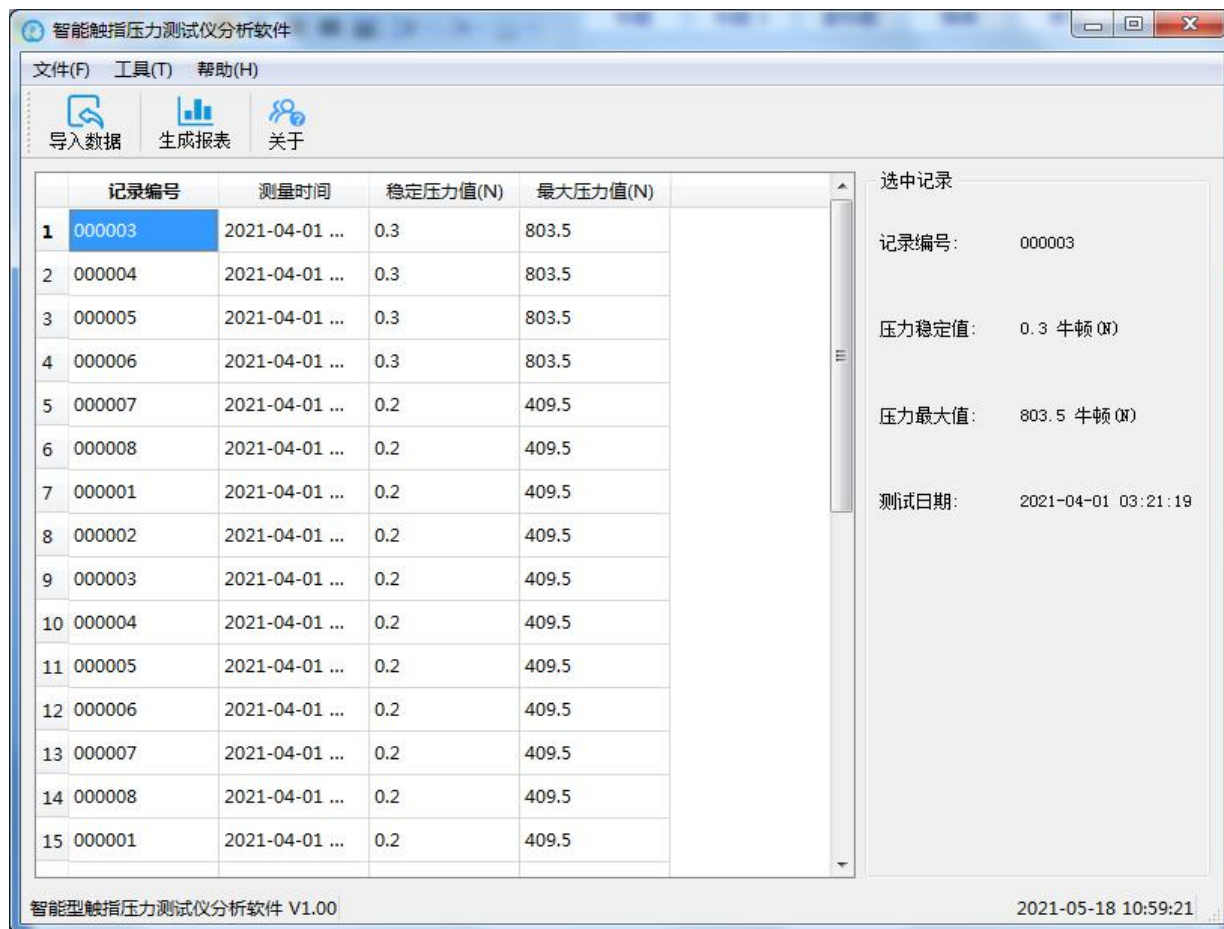 智能触指压力测试仪分析软件
文件(F) 工具(T) 帮助(H)
导入数据 生成报表 关于
记录编号 测量时间 稳定压力值(N) 最大压力值(N)
1 000003 2021-04-01 ... 0.3 803.5
2 000004 2021-04-01 ... 0.3 803.5
3 000005 2021-04-01 ... 0.3 803.5
4 000006 2021-04-01 ... 0.3 803.5
5 000007 2021-04-01 ... 0.2 409.5
6 000008 2021-04-01 ... 0.2 409.5
7 000001 2021-04-01 ... 0.2 409.5
8 000002 2021-04-01 ... 0.2 409.5
9 000003 2021-04-01 ... 0.2 409.5
10 000004 2021-04-01 ... 0.2 409.5
11 000005 2021-04-01 ... 0.2 409.5
12 000006 2021-04-01 ... 0.2 409.5
13 000007 2021-04-01 ... 0.2 409.5
14 000008 2021-04-01 ... 0.2 409.5
15 000001 2021-04-01 ... 0.2 409.5
选中记录
记录编号: 000003
压力稳定值: 0.3 牛顿(N)
压力最大值: 803.5 牛顿(N)
测试日期: 2021-04-01 03:21:19
智能型触指压力测试仪分析软件 V1.00
2021-05-18 10:59:21